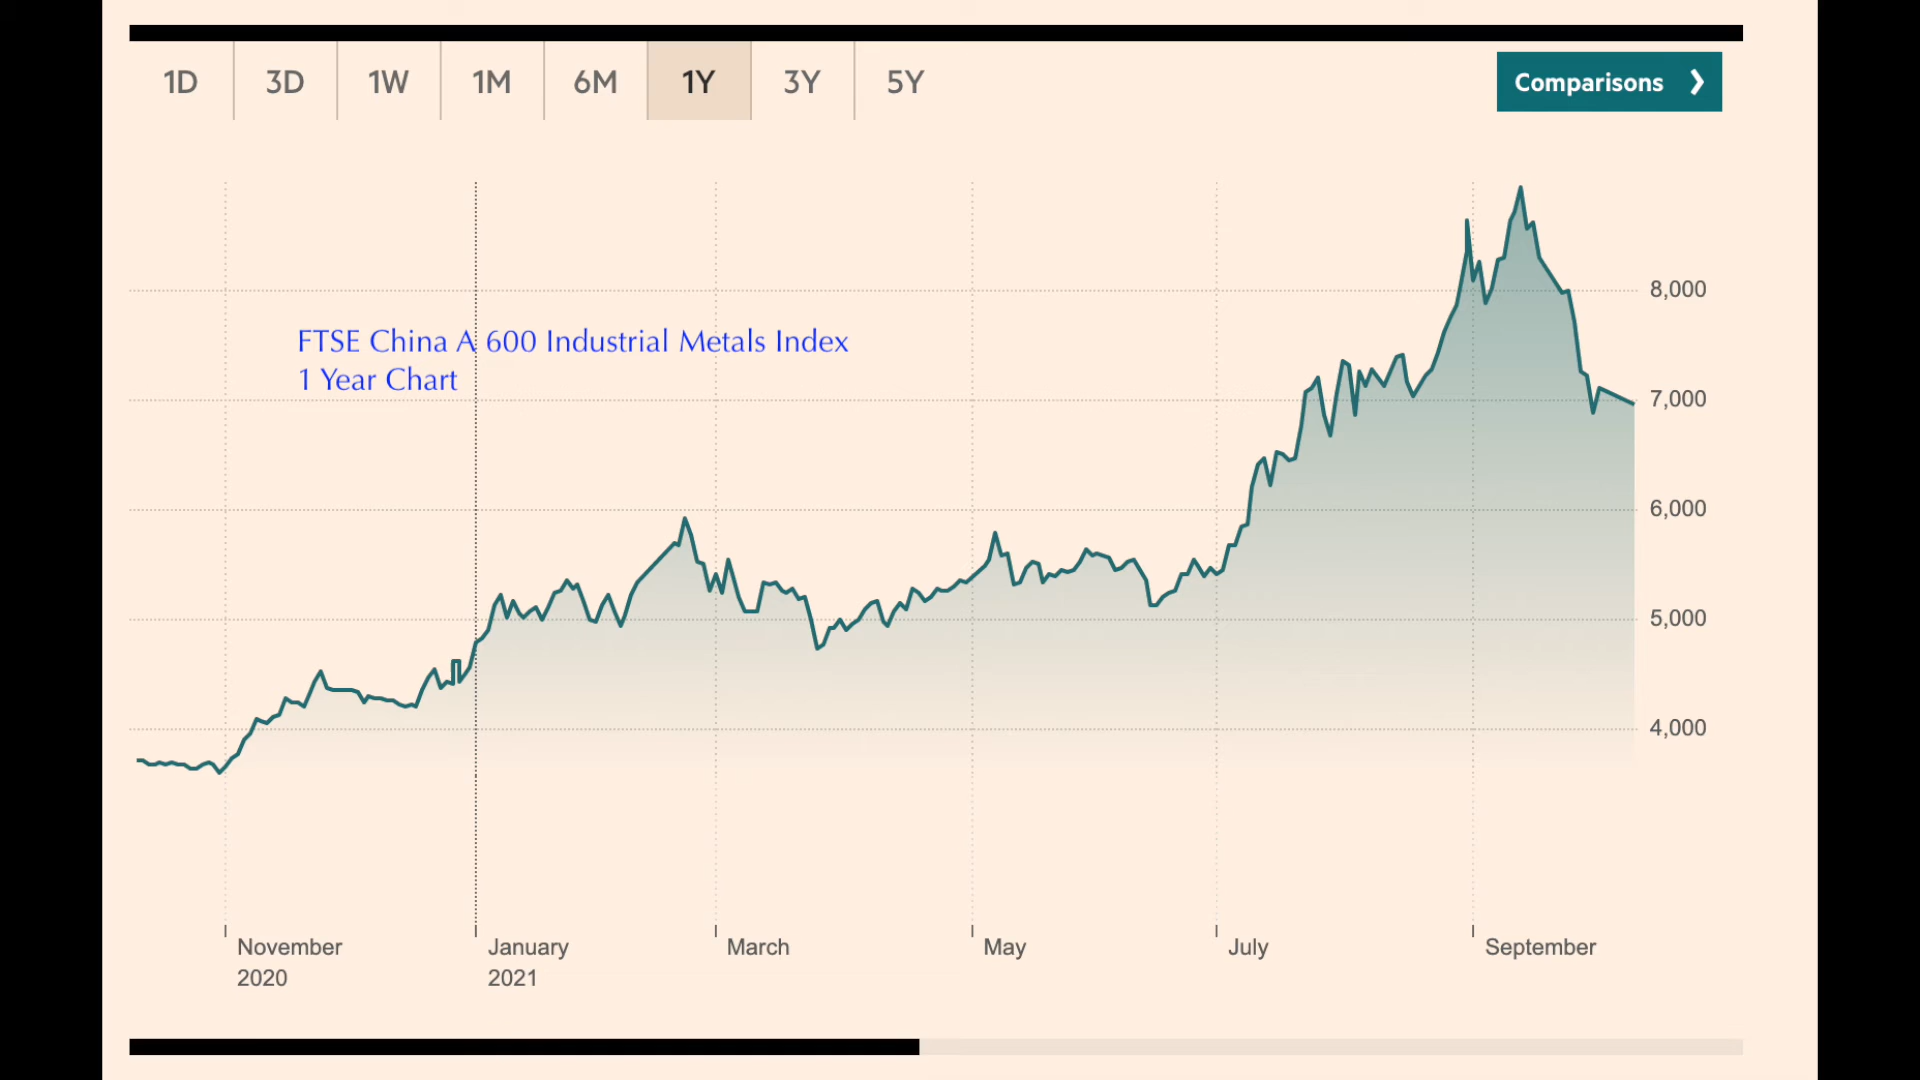 1D 3D 1W 1M 6M 1Y 3Y 5Y Comparisons
8,000
FTSE China A 600 Industrial Metals Index
1 Year Chart
7,000
6,000
5,000
4,000
November January March May July September
2020 2021